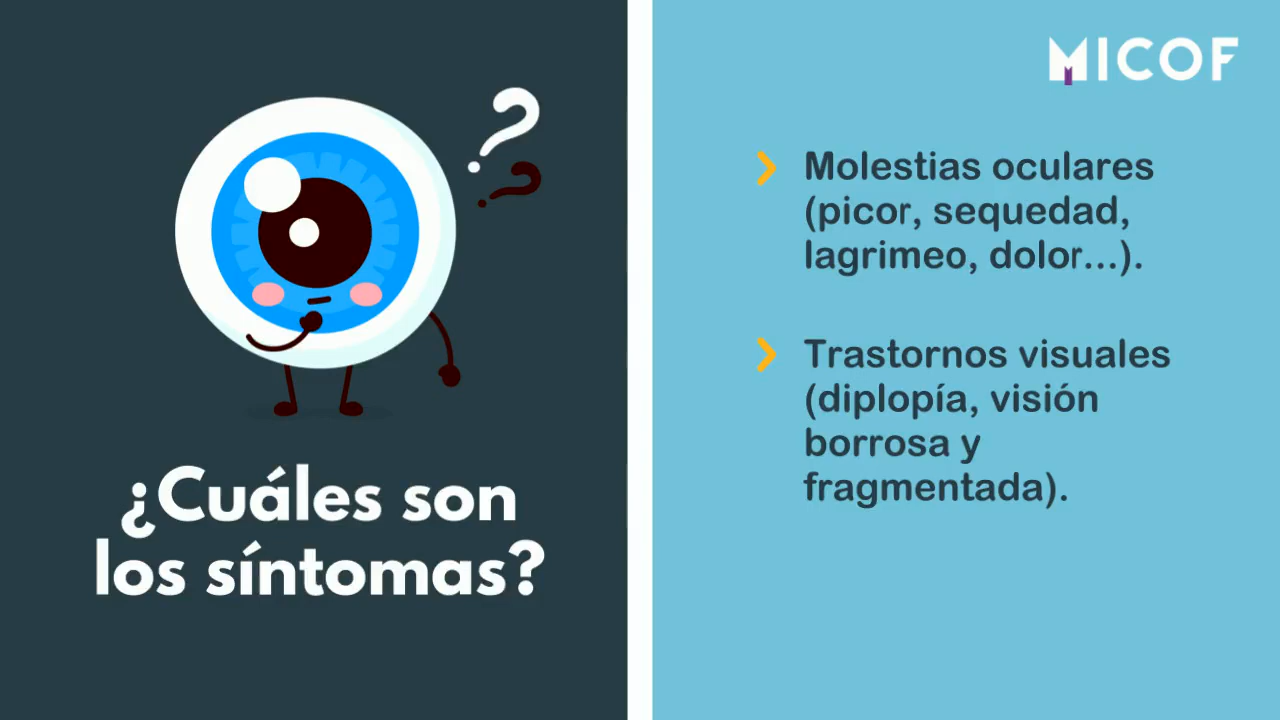 ¿Cuáles son
los síntomas?
MICOF
Molestias oculares
(picor, sequedad,
lagrimeo, dolor...).
Trastornos visuales
(diplopía, visión
borrosa y
fragmentada).